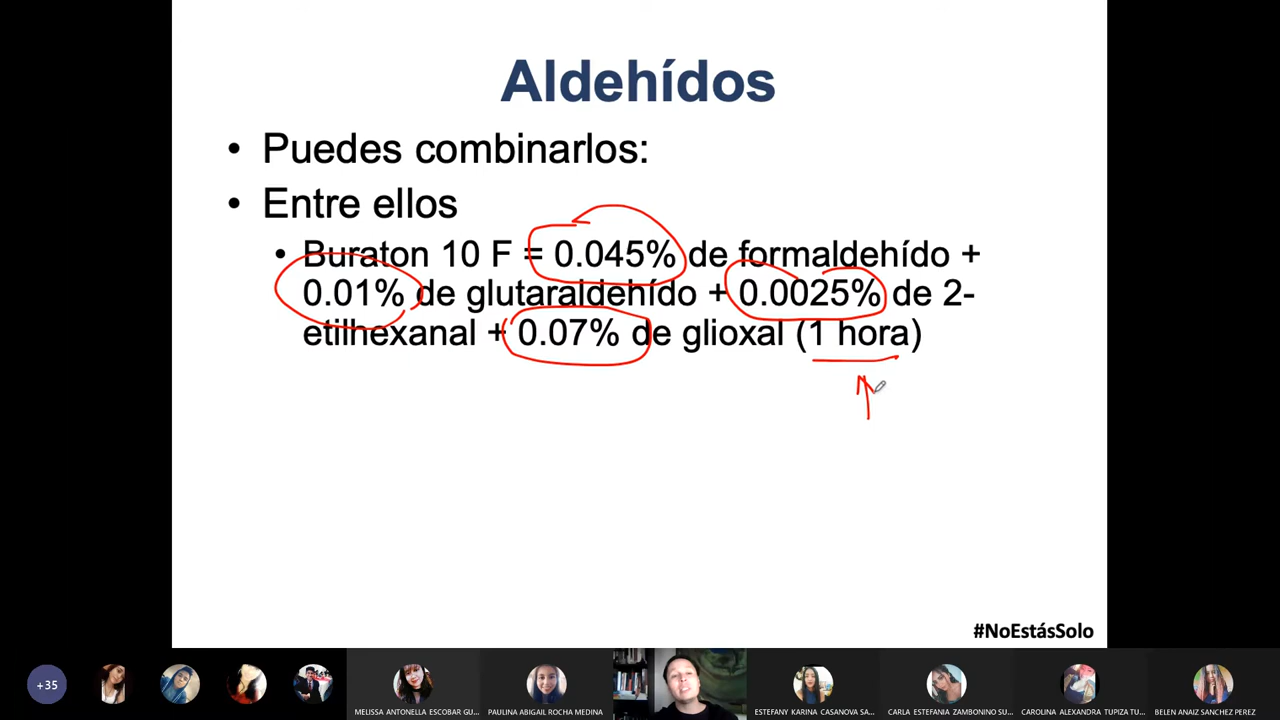 Aldehídos
• Puedes combinarlos:
• Entre ellos
• Buraton 10 F = 0.045% de formaldehído +
0.01% de glutaraldehído + 0.0025% de 2-
etilhexanal + 0.07% de glioxal (1 hora)
#NoEstásSolo
+35
MELISSA ANTONELLA ESCOBAR GU...
PAULINA ABIGAIL ROCHA MEDINA
ESTEFANY KARINA CASANOVA SA...
CARLA ESTEFANIA ZAMBONINO SU...
CAROLINA ALEXANDRA TUPIZA TU...
BELEN ANAIZ SANCHEZ PEREZ